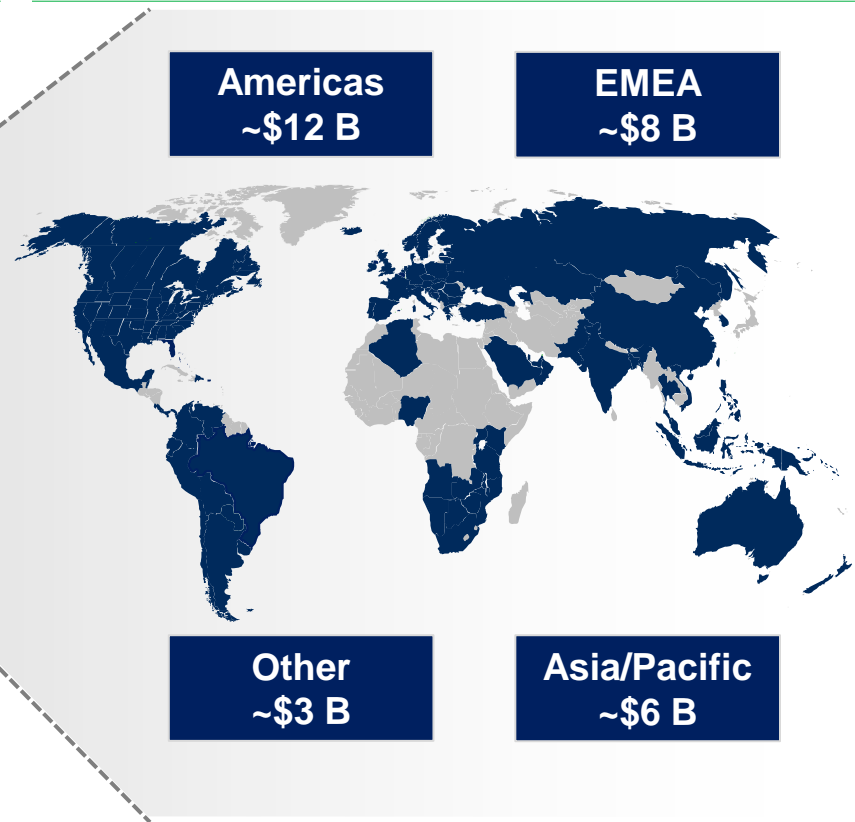 Americas
~$12 B
EMEA
~$8 B
Other
~$3 B
Asia/Pacific
~$6 B